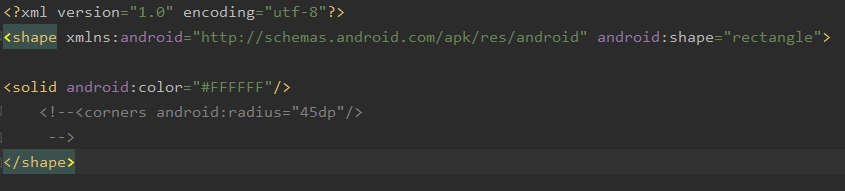 <?xml version="1.0" encoding="utf-8"?>
<shape xmlns:android="http://schemas.android.com/apk/res/android" android:shape="rectangle">
<solid android:color="#FFFFFF"/>
<!--<corners android:radius="45dp"/>
-->
</shape>